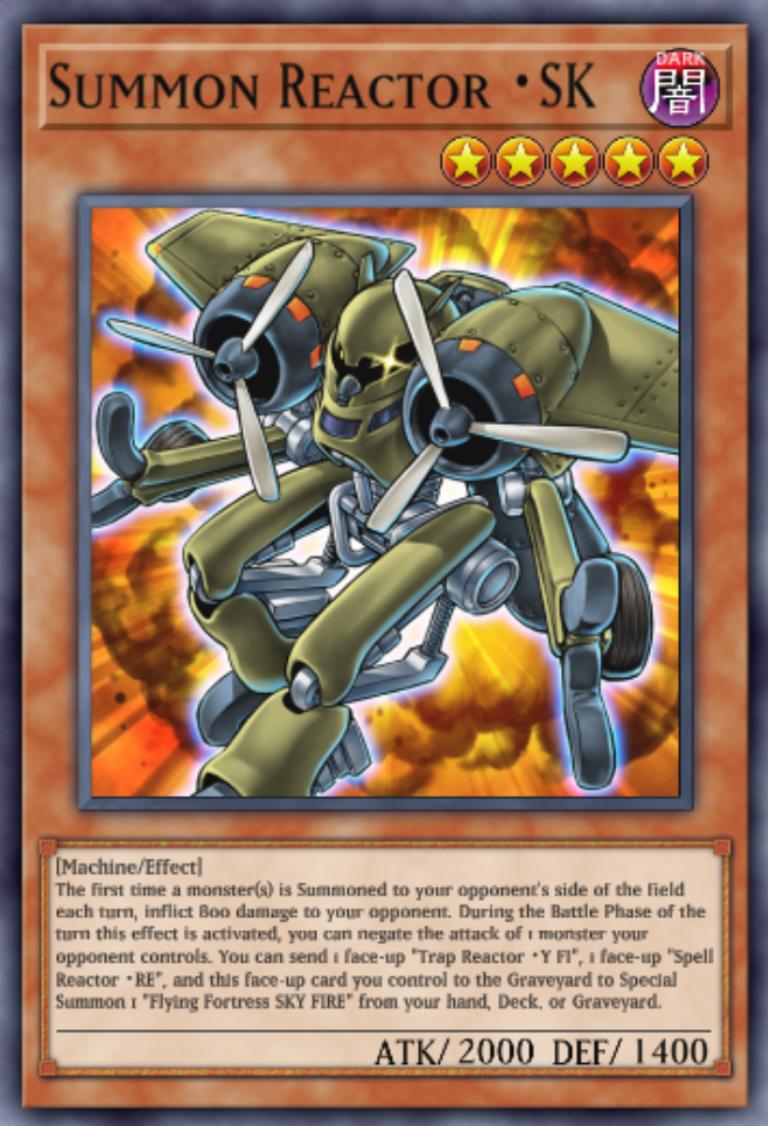 SUMMON REACTOR ・SK
DARK
闇
[Machine/Effect]
The first time a monster(s) is Summoned to your opponent's side of the field
each turn, inflict 800 damage to your opponent. During the Battle Phase of the
turn this effect is activated, you can negate the attack of 1 monster your
opponent controls. You can send 1 face-up "Trap Reactor ・Y FI", 1 face-up "Spell
Reactor ・RE", and this face-up card you control to the Graveyard to Special
Summon 1 "Flying Fortress SKY FIRE" from your hand, Deck, or Graveyard.
ATK/ 2000 DEF/ 1400